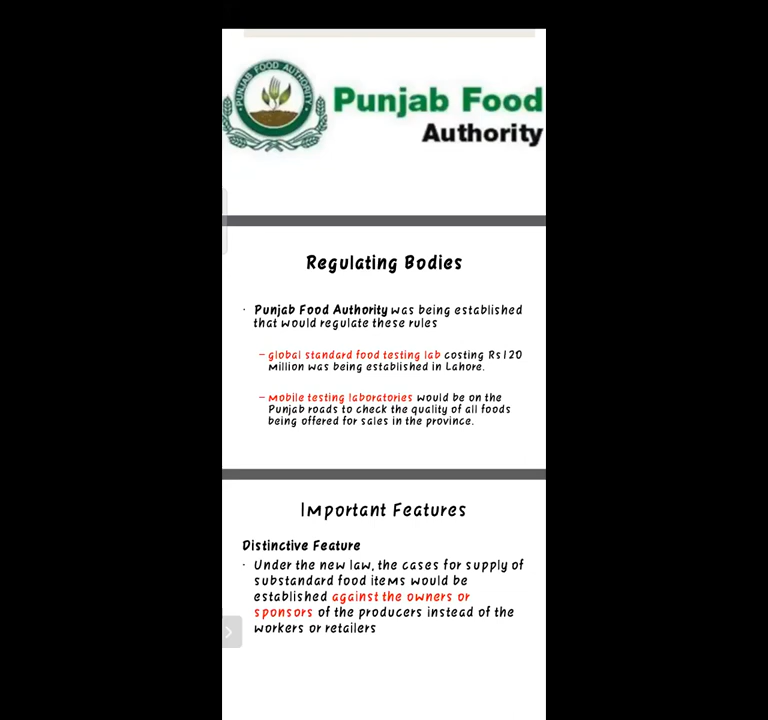 PUNJAB FOOD AUTHORITY
Punjab Food
Authority
Regulating Bodies
· Punjab Food Authority was being established
that would regulate these rules
– global standard food testing lab costing Rs120
million was being established in Lahore.
– mobile testing laboratories would be on the
Punjab roads to check the quality of all foods
being offered for sales in the province.
Important Features
Distinctive Feature
· Under the new law, the cases for supply of
substandard food items would be
established against the owners or
sponsors of the producers instead of the
workers or retailers